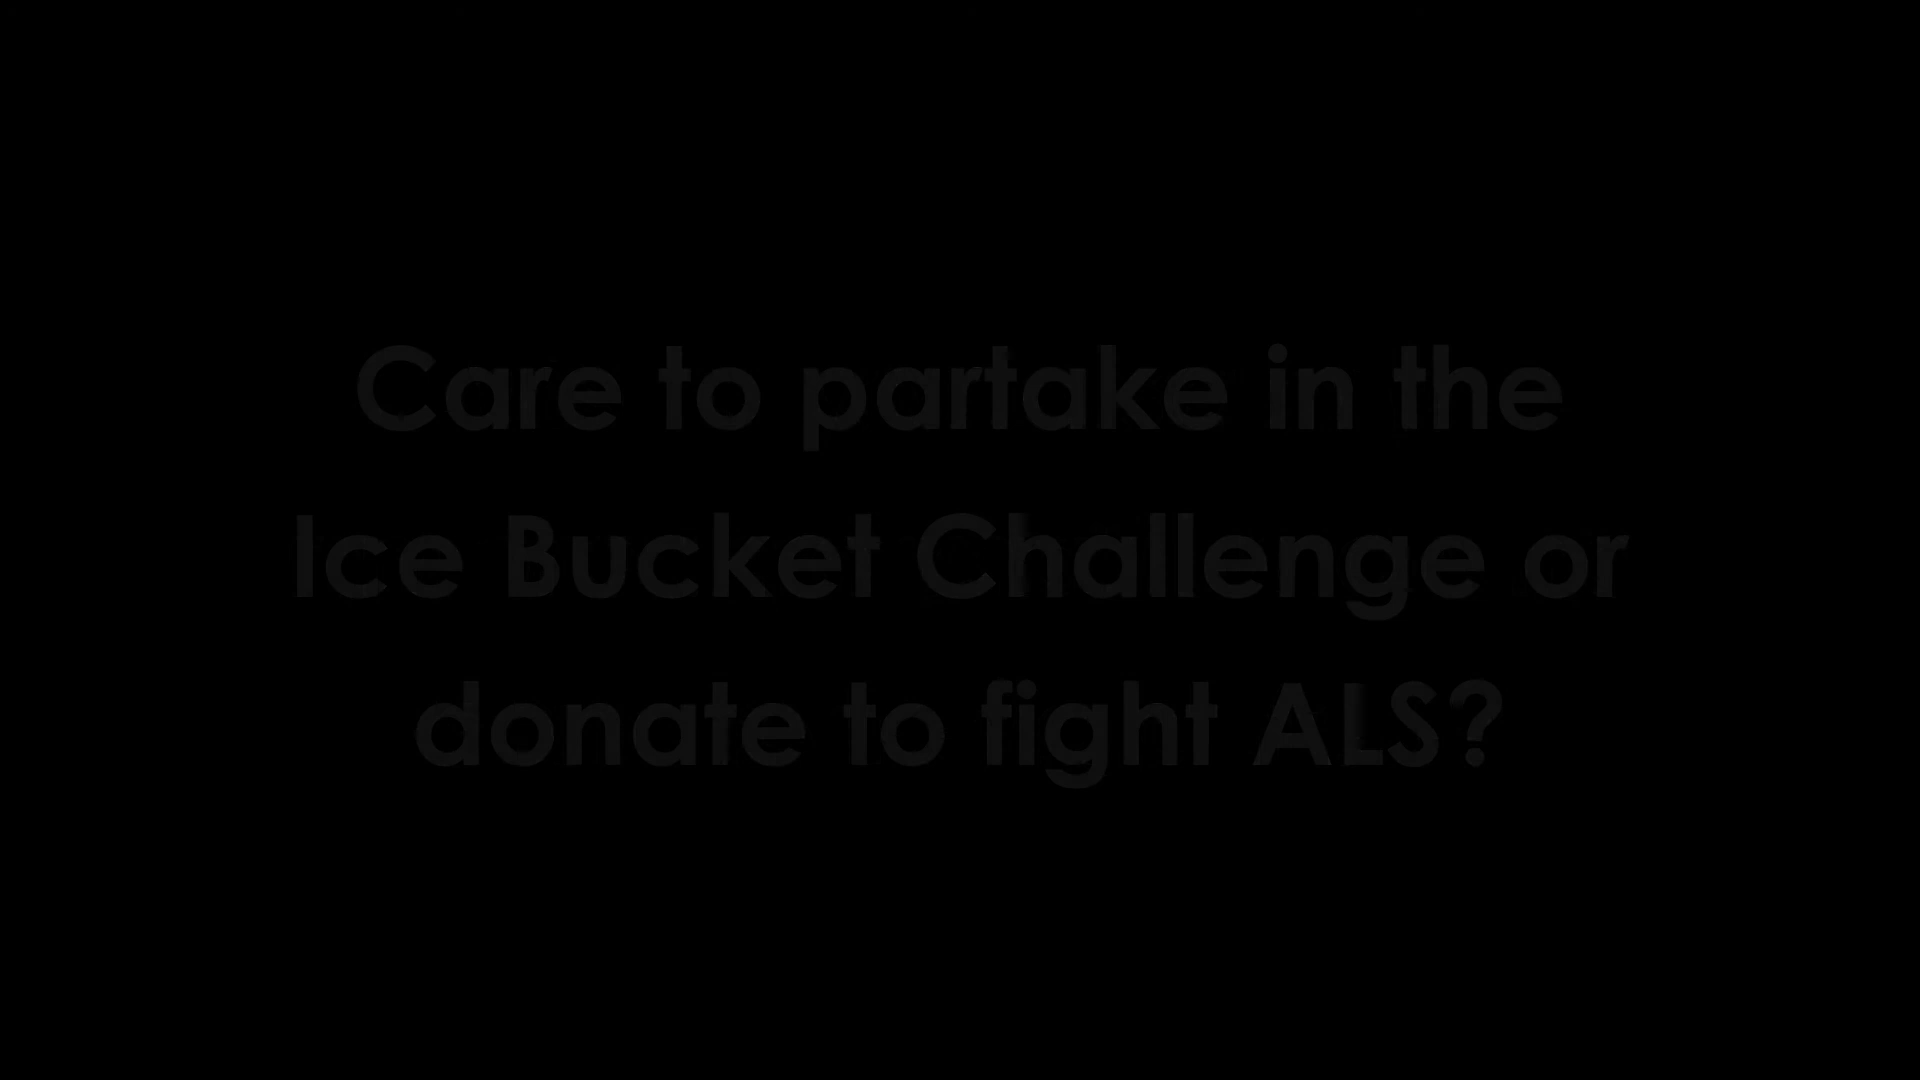 Care to partake in the
Ice Bucket Challenge or
donate to fight ALS?